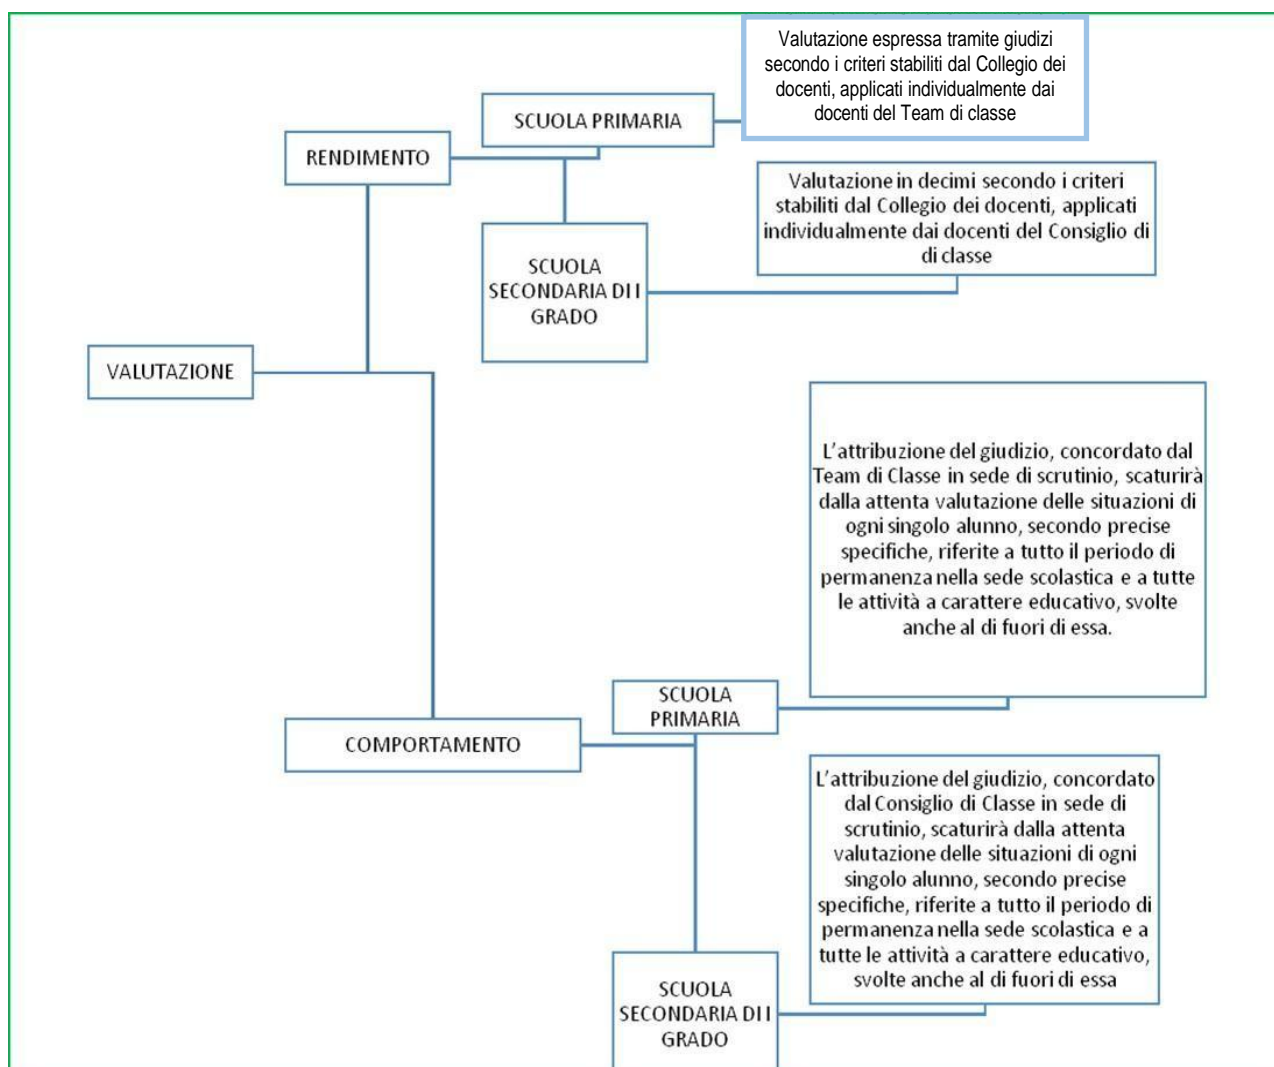 Valutazione espressa tramite giudizi
secondo i criteri stabiliti dal Collegio dei
docenti, applicati individualmente dai
docenti del Team di classe
SCUOLA PRIMARIA
RENDIMENTO
Valutazione in decimi secondo i criteri
stabiliti dal Collegio dei docenti, applicati
individualmente dai docenti del Consiglio di
di classe
SCUOLA
SECONDARIA DI I
GRADO
VALUTAZIONE
L'attribuzione del giudizio, concordato dal
Team di Classe in sede di scrutinio, scaturirà
dalla attenta valutazione delle situazioni di
ogni singolo alunno, secondo precise
specifiche, riferite a tutto il periodo di
permanenza nella sede scolastica e a tutte
le attività a carattere educativo, svolte
anche al di fuori di essa.
SCUOLA
PRIMARIA
COMPORTAMENTO
L'attribuzione del giudizio, concordato
dal Consiglio di Classe in sede di
scrutinio, scaturirà dalla attenta
valutazione delle situazioni di ogni
singolo alunno, secondo precise
specifiche, riferite a tutto il periodo di
permanenza nella sede scolastica e a
tutte le attività a carattere educativo,
svolte anche al di fuori di essa
SCUOLA
SECONDARIA DI I
GRADO